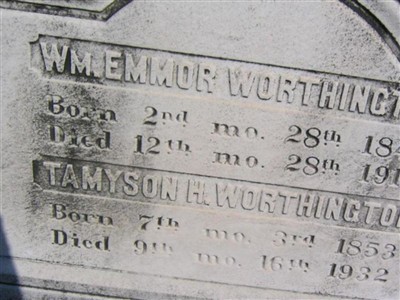 WM. EMMOR WORTHINGT
Born 2nd mo. 28th 18
Died 12th mo. 28th 19
TAMYSON H. WORTHINGTON
Born 7th mo. 3rd 1853
Died 9th mo. 16th 1932